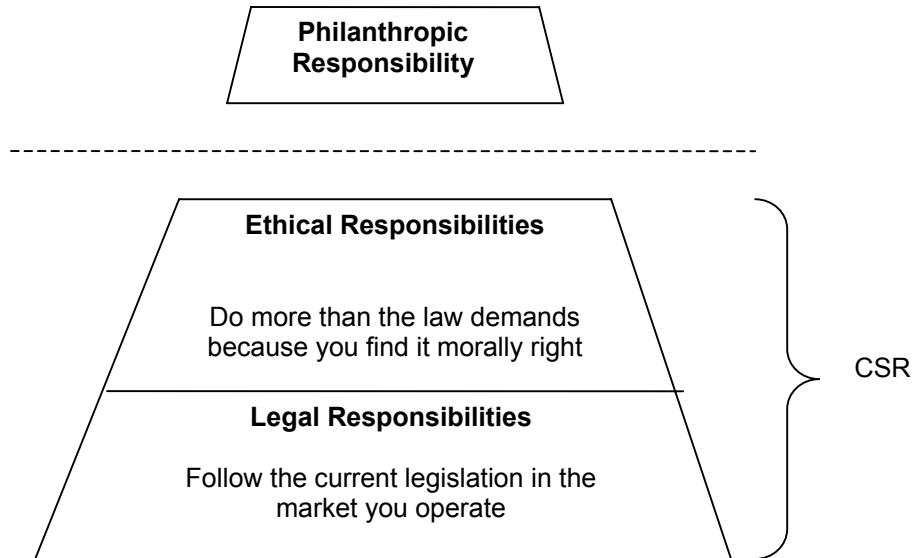 Philanthropic
Responsibility
Ethical Responsibilities
Do more than the law demands
because you find it morally right
CSR
Legal Responsibilities
Follow the current legislation in the
market you operate